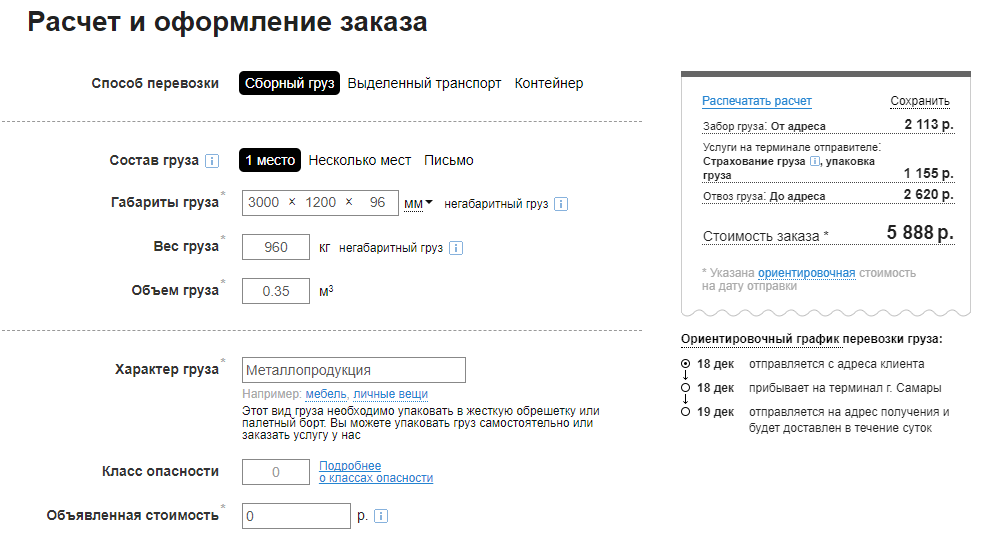 Расчет и оформление заказа
Способ перевозки Сборный груз Выделенный транспорт Контейнер
Состав груза i 1 место Несколько мест Письмо
Габариты груза* 3000 × 1200 × 96 мм негабаритный груз i
Вес груза* 960 кг негабаритный груз i
Объем груза* 0.35 м³
Характер груза* Металлопродукция
Например: мебель, личные вещи
Этот вид груза необходимо упаковать в жесткую обрешетку или
палетный борт. Вы можете упаковать груз самостоятельно или
заказать услугу у нас
Класс опасности 0 Подробнее
о классах опасности
Объявленная стоимость* 0 р. i
Распечатать расчет Сохранить
Забор груза: От адреса 2 113 р.
Услуги на терминале отправителе:
Страхование груза i, упаковка
груза 1 155 р.
Отвоз груза: До адреса 2 620 р.
Стоимость заказа * 5 888 р.
* Указана ориентировочная стоимость
на дату отправки
Ориентировочный график перевозки груза:
18 дек отправляется с адреса клиента
18 дек прибывает на терминал г. Самары
19 дек отправляется на адрес получения и
будет доставлен в течение суток